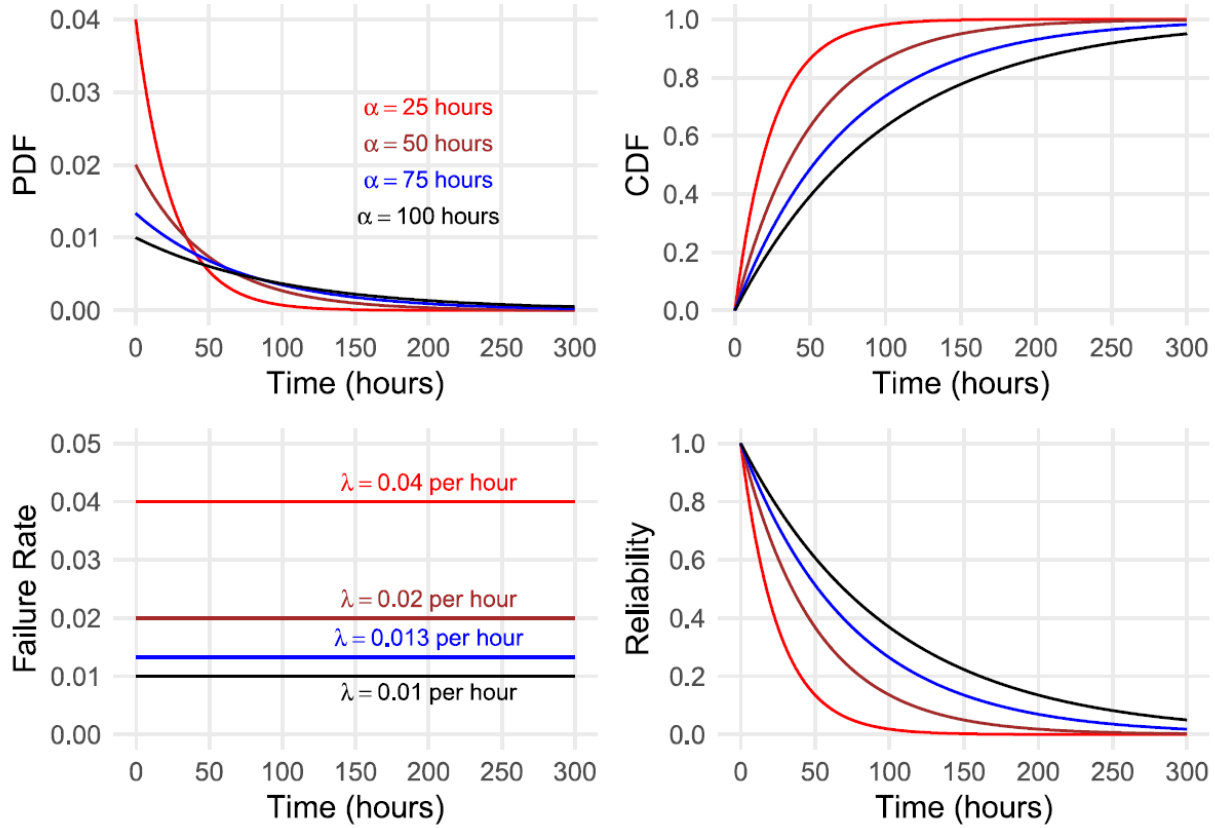 0.04
0.03
0.02
0.01
0.00
PDF
α = 25 hours
α = 50 hours
α = 75 hours
α = 100 hours
0 50 100 150 200 250 300
Time (hours)
1.0
0.8
0.6
0.4
0.2
0.0
CDF
0 50 100 150 200 250 300
Time (hours)
0.05
0.04
0.03
0.02
0.01
0.00
Failure Rate
λ = 0.04 per hour
λ = 0.02 per hour
λ = 0.013 per hour
λ = 0.01 per hour
0 50 100 150 200 250 300
Time (hours)
1.0
0.8
0.6
0.4
0.2
0.0
Reliability
0 50 100 150 200 250 300
Time (hours)